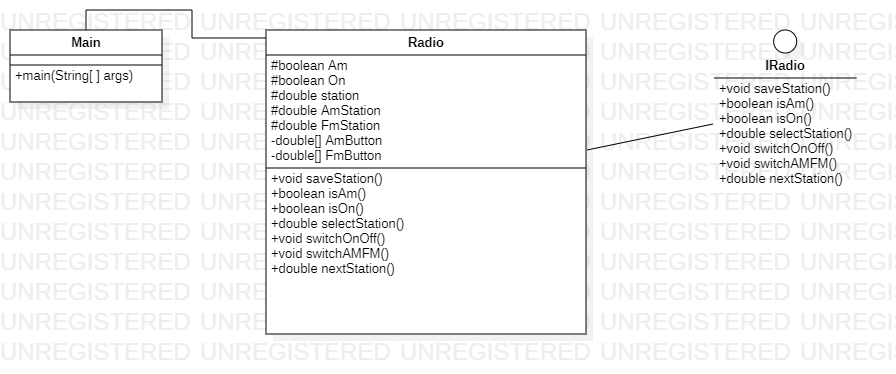 Main
+main(String[ ] args)
Radio
#boolean Am
#boolean On
#double station
#double AmStation
#double FmStation
-double[] AmButton
-double[] FmButton
+void saveStation()
+boolean isAm()
+boolean isOn()
+double selectStation()
+void switchOnOff()
+void switchAMFM()
+double nextStation()
IRadio
+void saveStation()
+boolean isAm()
+boolean isOn()
+double selectStation()
+void switchOnOff()
+void switchAMFM()
+double nextStation()
UNREGISTERED UNREGISTERED UNREGISTERED UNREGISTERED UNREGISTERED